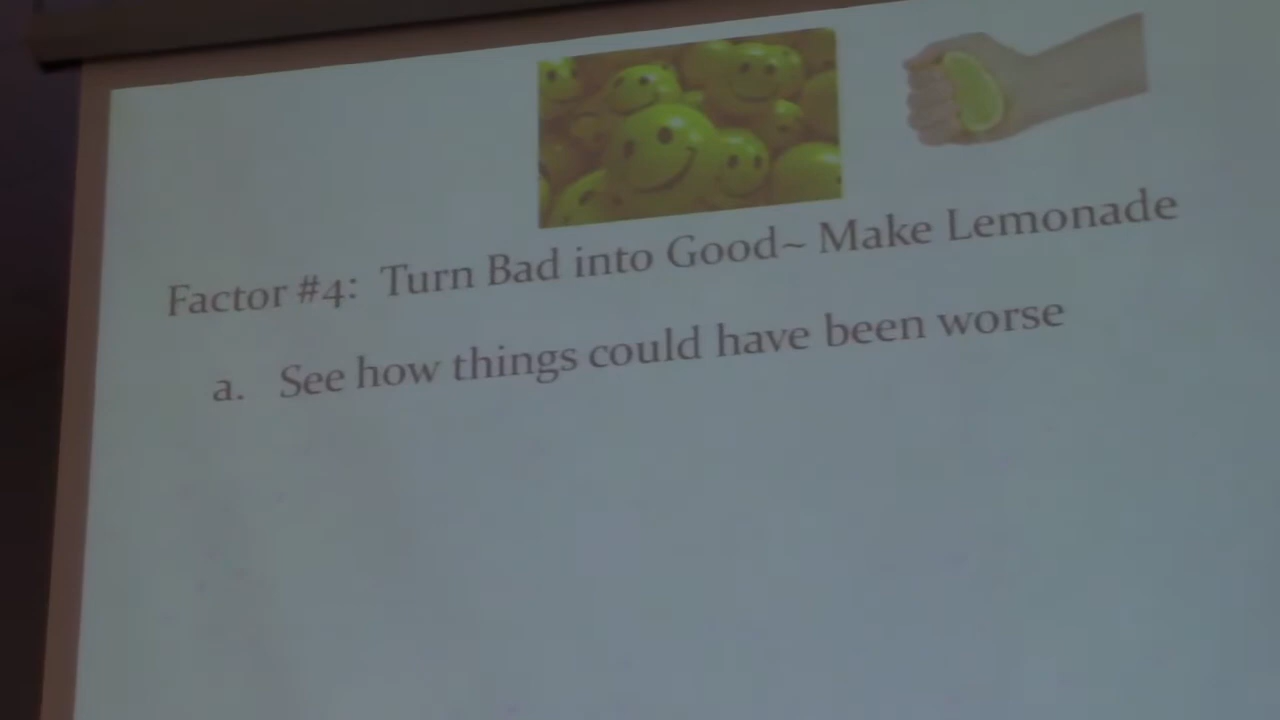 Factor #4: Turn Bad into Good~ Make Lemonade
a. See how things could have been worse